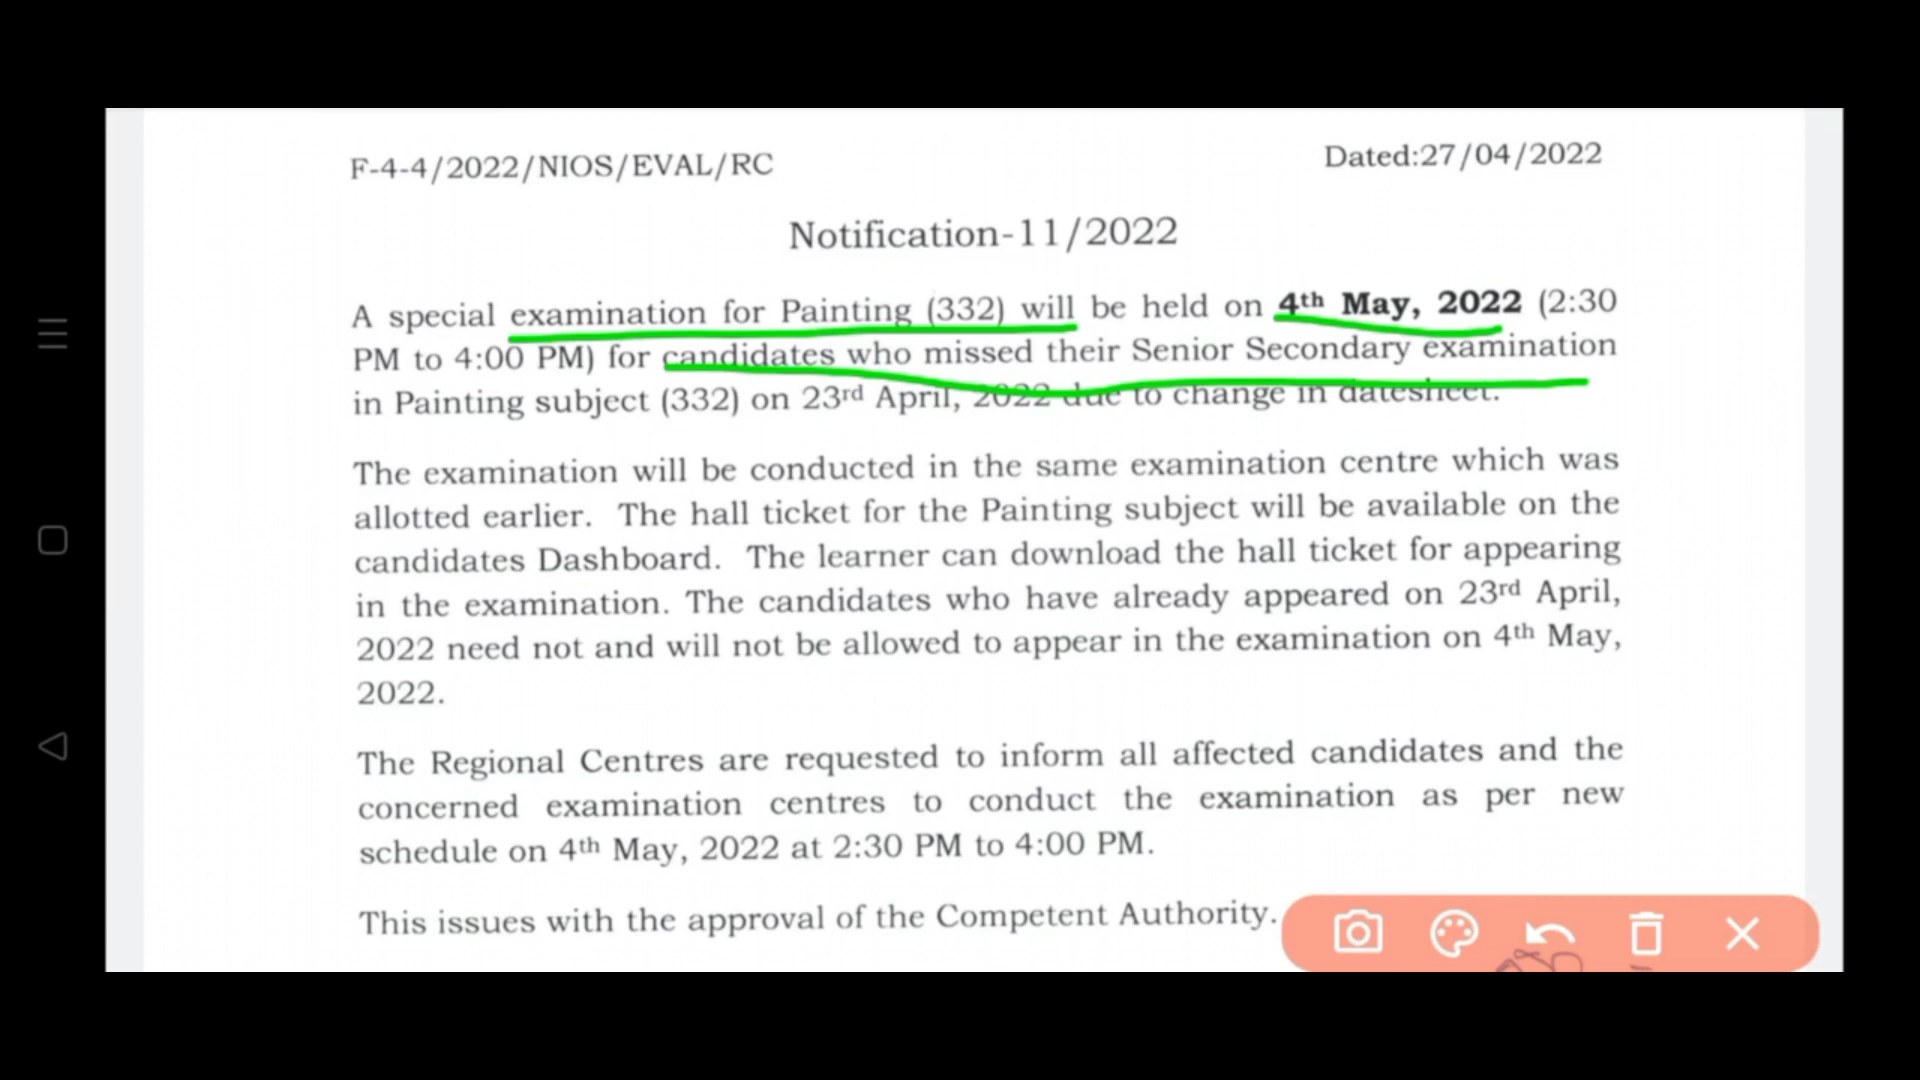 F-4-4/2022/NIOS/EVAL/RC Dated:27/04/2022
Notification-11/2022
A special examination for Painting (332) will be held on 4th May, 2022 (2:30
PM to 4:00 PM) for candidates who missed their Senior Secondary examination
in Painting subject (332) on 23rd April, 2022 due to change in datesheet.
The examination will be conducted in the same examination centre which was
allotted earlier. The hall ticket for the Painting subject will be available on the
candidates Dashboard. The learner can download the hall ticket for appearing
in the examination. The candidates who have already appeared on 23rd April,
2022 need not and will not be allowed to appear in the examination on 4th May,
2022.
The Regional Centres are requested to inform all affected candidates and the
concerned examination centres to conduct the examination as per new
schedule on 4th May, 2022 at 2:30 PM to 4:00 PM.
This issues with the approval of the Competent Authority.